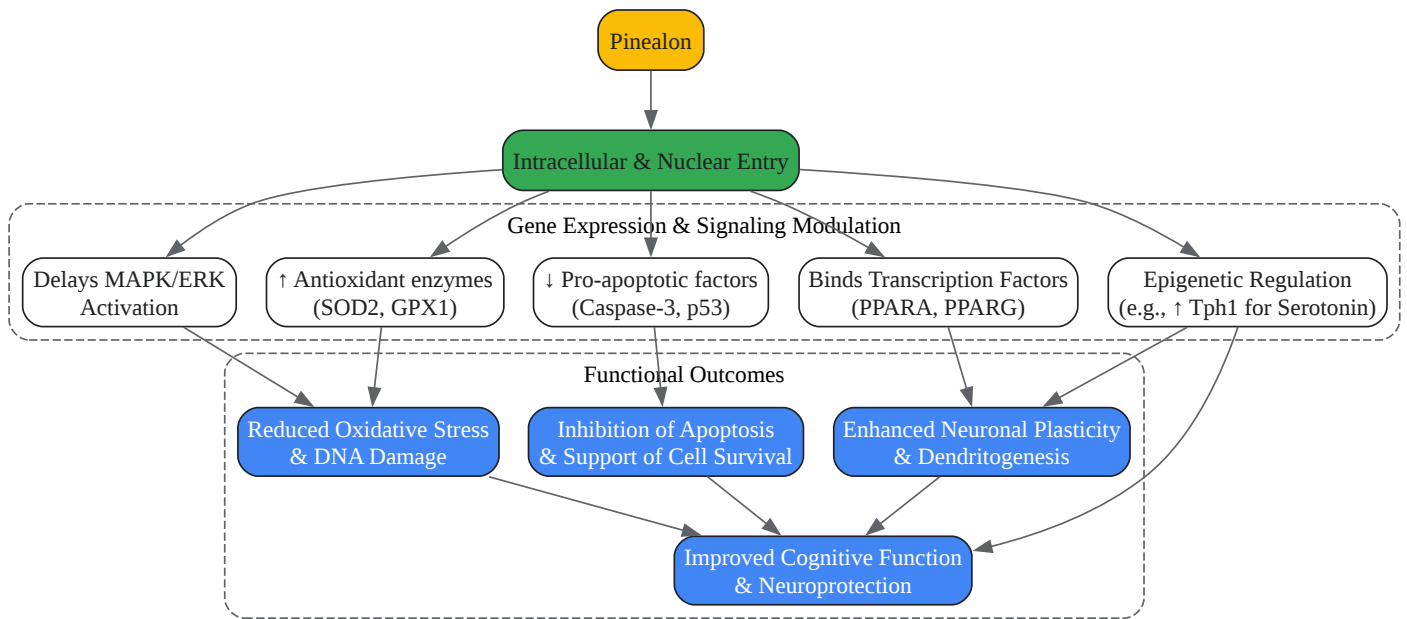 Pinealon
Intracellular & Nuclear Entry
Gene Expression & Signaling Modulation
Delays MAPK/ERK
Activation
↑ Antioxidant enzymes
(SOD2, GPX1)
↓ Pro-apoptotic factors
(Caspase-3, p53)
Binds Transcription Factors
(PPARA, PPARG)
Epigenetic Regulation
(e.g., ↑ Tph1 for Serotonin)
Functional Outcomes
Reduced Oxidative Stress
& DNA Damage
Inhibition of Apoptosis
& Support of Cell Survival
Enhanced Neuronal Plasticity
& Dendritogenesis
Improved Cognitive Function
& Neuroprotection